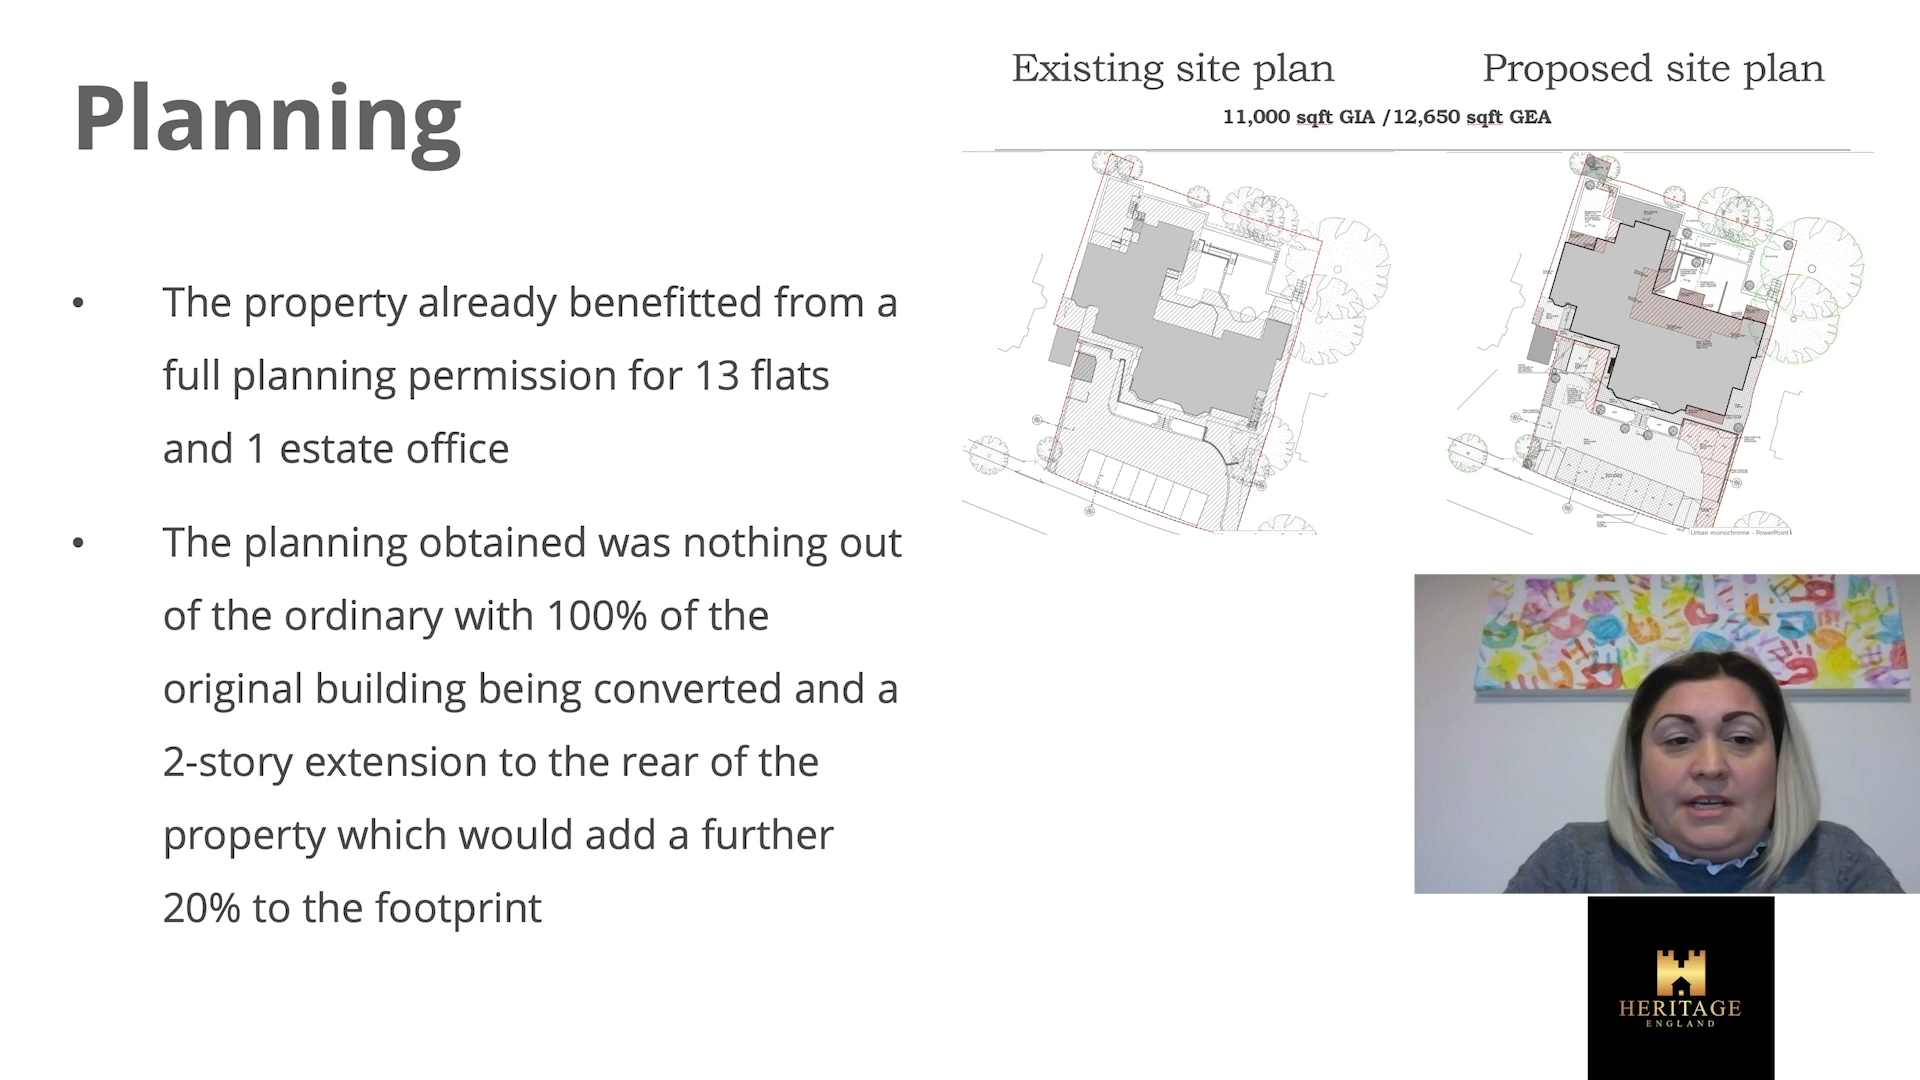 Planning
The property already benefitted from a
full planning permission for 13 flats
and 1 estate office
The planning obtained was nothing out
of the ordinary with 100% of the
original building being converted and a
2-story extension to the rear of the
property which would add a further
20% to the footprint
Existing site plan
Proposed site plan
11,000 sqft GIA /12,650 sqft GEA
Urban monochrome - PowerPoint
HERITAGE
ENGLAND